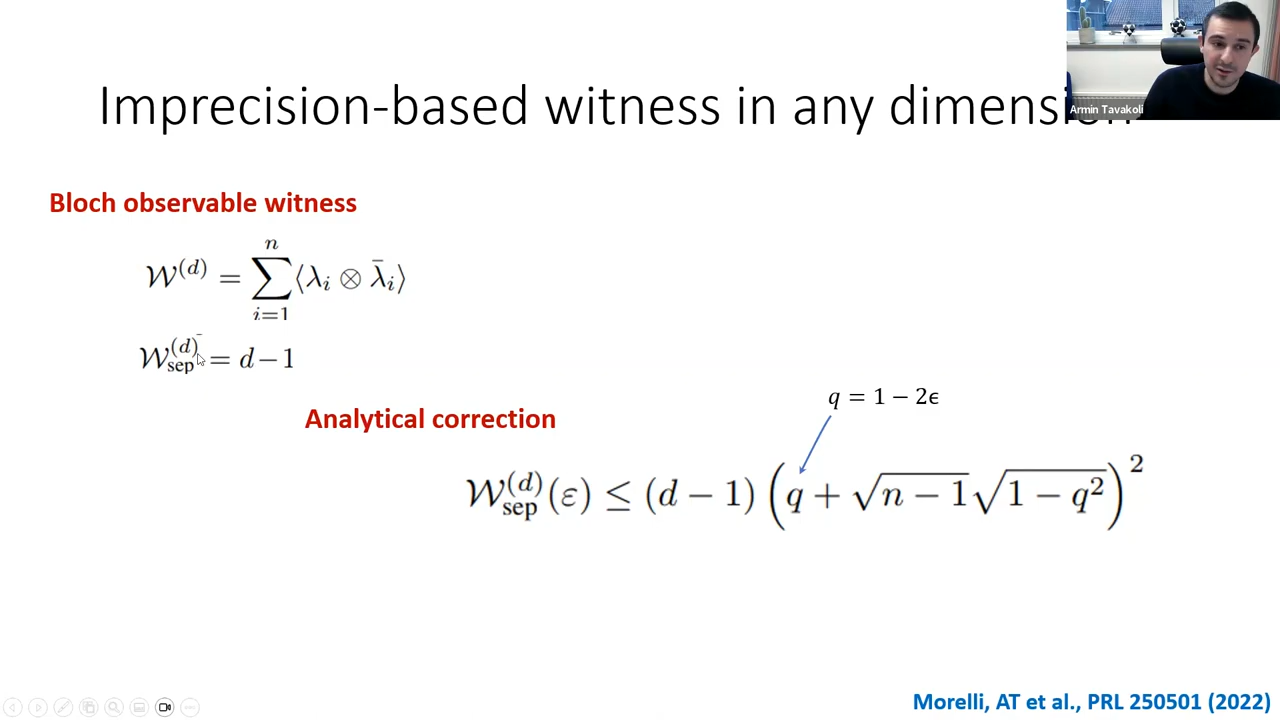 Armin Tavakoli
Imprecision-based witness in any dimension
Bloch observable witness
𝒲^(d) = ∑_{i=1}^{n} ⟨λ_i ⊗ λ̄_i⟩
𝒲_sep^(d) = d − 1
q = 1 − 2ϵ
Analytical correction
𝒲_sep^(d)(ε) ≤ (d − 1) (q + √(n − 1) √(1 − q²))²
Morelli, AT et al., PRL 250501 (2022)